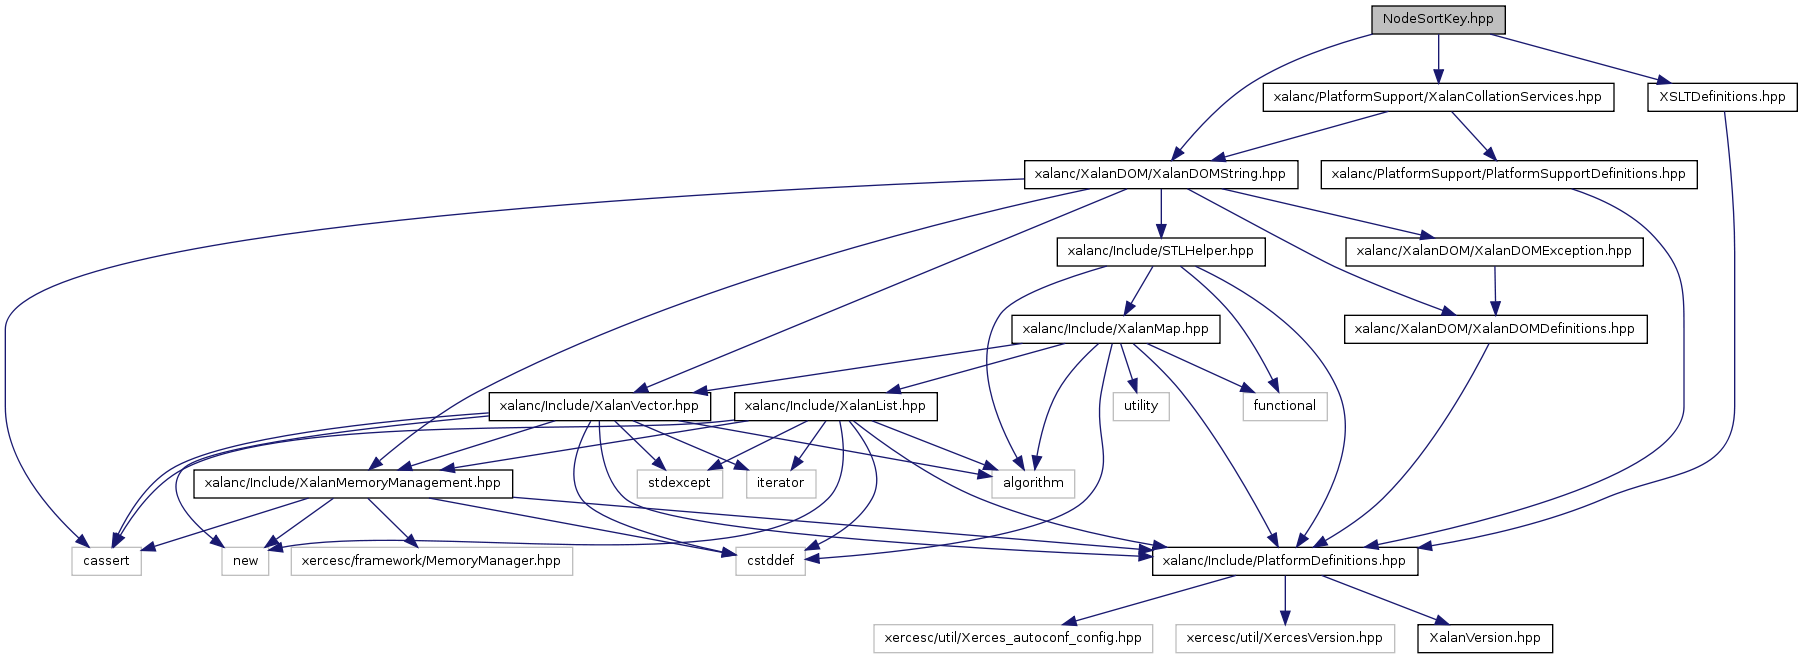 NodeSortKey.hpp
xalanc/PlatformSupport/XalanCollationServices.hpp
XSLTDefinitions.hpp
xalanc/XalanDOM/XalanDOMString.hpp
xalanc/PlatformSupport/PlatformSupportDefinitions.hpp
xalanc/Include/STLHelper.hpp
xalanc/XalanDOM/XalanDOMException.hpp
xalanc/Include/XalanMap.hpp
xalanc/XalanDOM/XalanDOMDefinitions.hpp
xalanc/Include/XalanVector.hpp
xalanc/Include/XalanList.hpp
utility
functional
xalanc/Include/XalanMemoryManagement.hpp
stdexcept
iterator
algorithm
cassert
new
xercesc/framework/MemoryManager.hpp
cstddef
xalanc/Include/PlatformDefinitions.hpp
xercesc/util/Xerces_autoconf_config.hpp
xercesc/util/XercesVersion.hpp
XalanVersion.hpp